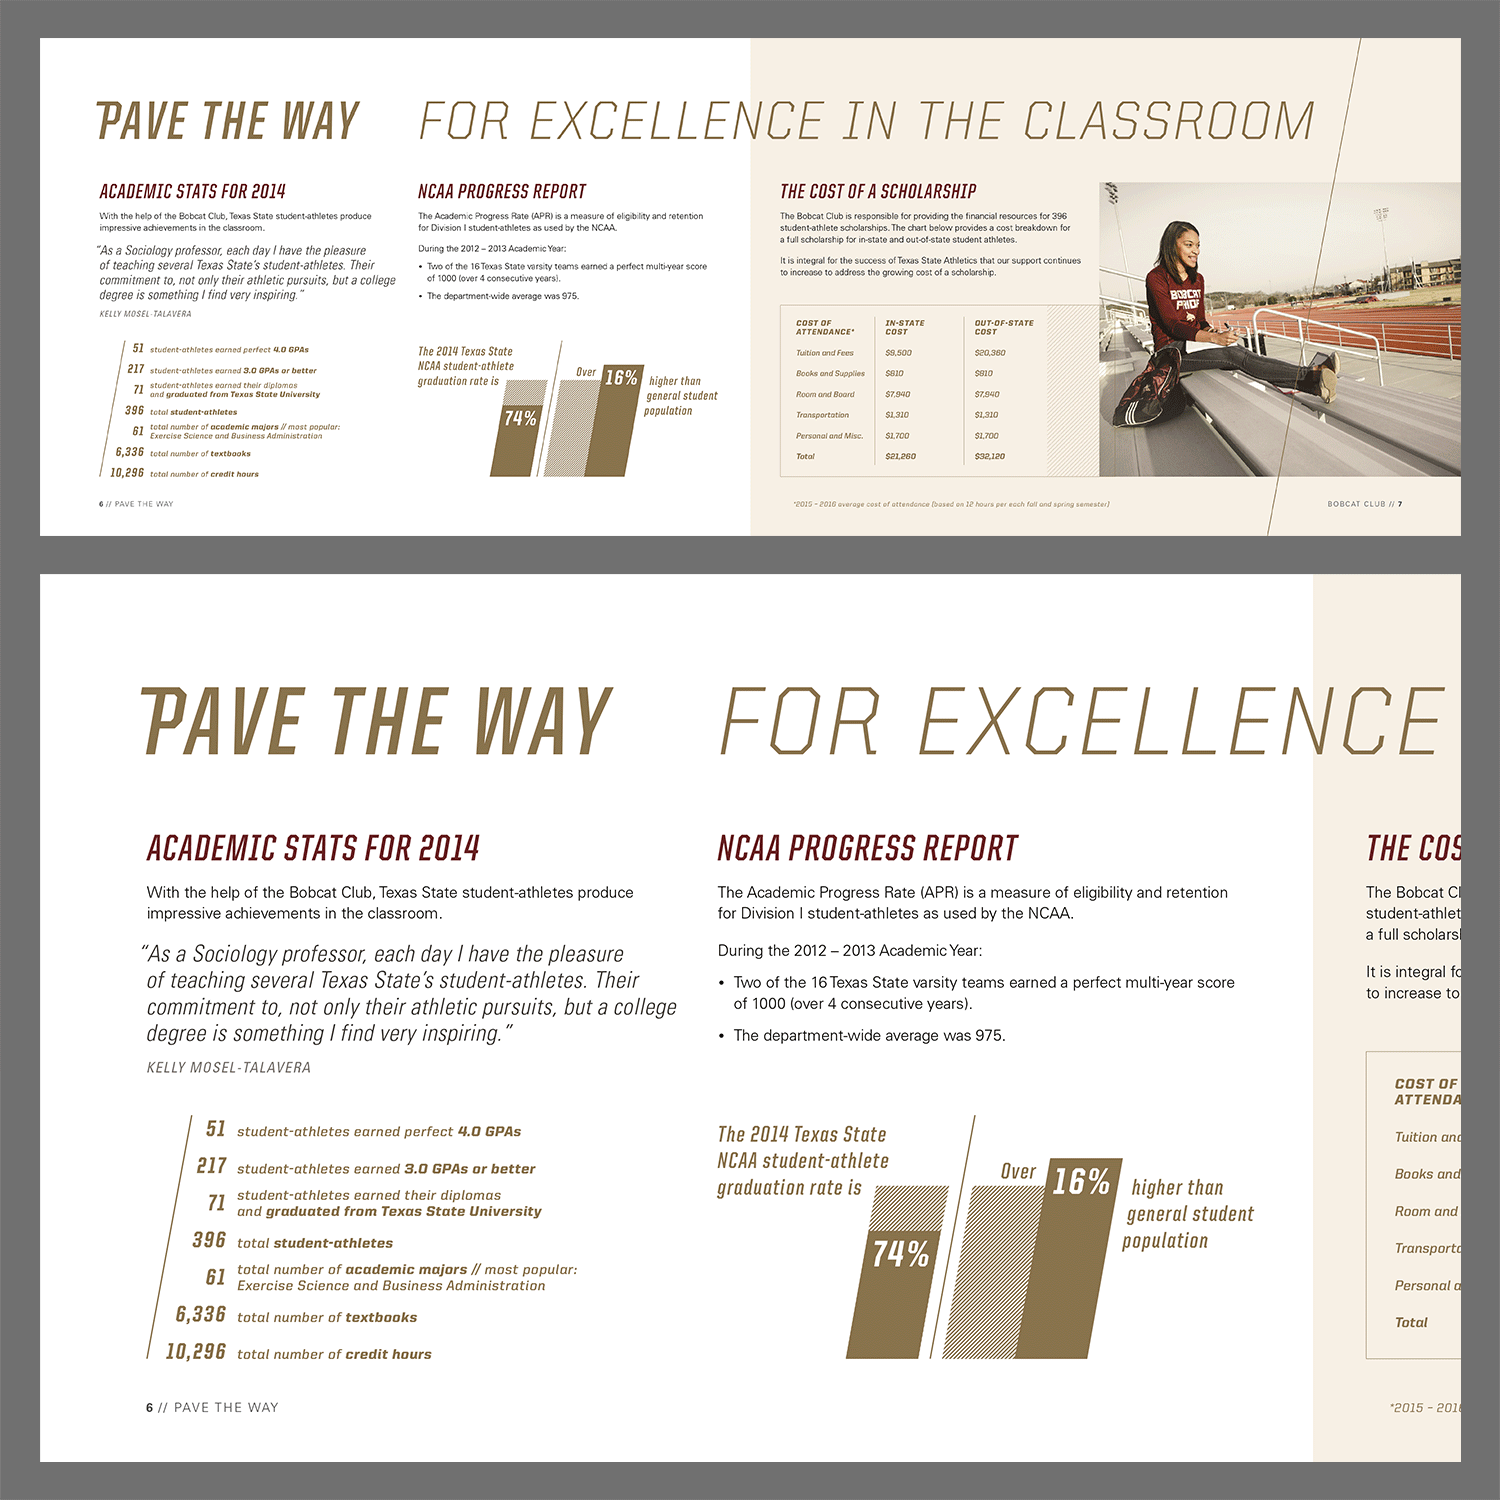 PAVE THE WAY FOR EXCELLENCE IN THE CLASSROOM
ACADEMIC STATS FOR 2014
With the help of the Bobcat Club, Texas State student-athletes produce
impressive achievements in the classroom.
“As a Sociology professor, each day I have the pleasure
of teaching several Texas State’s student-athletes. Their
commitment to, not only their athletic pursuits, but a college
degree is something I find very inspiring.”
KELLY MOSEL-TALAVERA
51 student-athletes earned perfect 4.0 GPAs
217 student-athletes earned 3.0 GPAs or better
71 student-athletes earned their diplomas
and graduated from Texas State University
396 total student-athletes
61 total number of academic majors // most popular:
Exercise Science and Business Administration
6,336 total number of textbooks
10,296 total number of credit hours
6 // PAVE THE WAY
NCAA PROGRESS REPORT
The Academic Progress Rate (APR) is a measure of eligibility and retention
for Division I student-athletes as used by the NCAA.
During the 2012 – 2013 Academic Year:
• Two of the 16 Texas State varsity teams earned a perfect multi-year score
of 1000 (over 4 consecutive years).
• The department-wide average was 975.
The 2014 Texas State
NCAA student-athlete
graduation rate is
74%
Over
16%
higher than
general student
population
THE COST OF A SCHOLARSHIP
The Bobcat Club is responsible for providing the financial resources for 396
student-athlete scholarships. The chart below provides a cost breakdown for
a full scholarship for in-state and out-of-state student athletes.
It is integral for the success of Texas State Athletics that our support continues
to increase to address the growing cost of a scholarship.
COST OF ATTENDANCE* IN-STATE COST OUT-OF-STATE COST
Tuition and Fees $9,500 $20,360
Books and Supplies $810 $810
Room and Board $7,940 $7,940
Transportation $1,310 $1,310
Personal and Misc. $1,700 $1,700
Total $21,260 $32,120
*2015 – 2016 average cost of attendance (based on 12 hours per each fall and spring semester)
BOBCAT PRIDE
BOBCAT CLUB // 7
PAVE THE WAY FOR EXCELLENCE
ACADEMIC STATS FOR 2014
With the help of the Bobcat Club, Texas State student-athletes produce
impressive achievements in the classroom.
“As a Sociology professor, each day I have the pleasure
of teaching several Texas State’s student-athletes. Their
commitment to, not only their athletic pursuits, but a college
degree is something I find very inspiring.”
KELLY MOSEL-TALAVERA
51 student-athletes earned perfect 4.0 GPAs
217 student-athletes earned 3.0 GPAs or better
71 student-athletes earned their diplomas
and graduated from Texas State University
396 total student-athletes
61 total number of academic majors // most popular:
Exercise Science and Business Administration
6,336 total number of textbooks
10,296 total number of credit hours
6 // PAVE THE WAY
NCAA PROGRESS REPORT
The Academic Progress Rate (APR) is a measure of eligibility and retention
for Division I student-athletes as used by the NCAA.
During the 2012 – 2013 Academic Year:
• Two of the 16 Texas State varsity teams earned a perfect multi-year score
of 1000 (over 4 consecutive years).
• The department-wide average was 975.
The 2014 Texas State
NCAA student-athlete
graduation rate is
74%
Over
16%
higher than
general student
population
THE COS
The Bobcat Cl
student-athlet
a full scholarsl
It is integral fo
to increase to
COST OF
ATTENDA
Tuition and
Books and
Room and
Transporta
Personal a
Total
*2015 – 2016